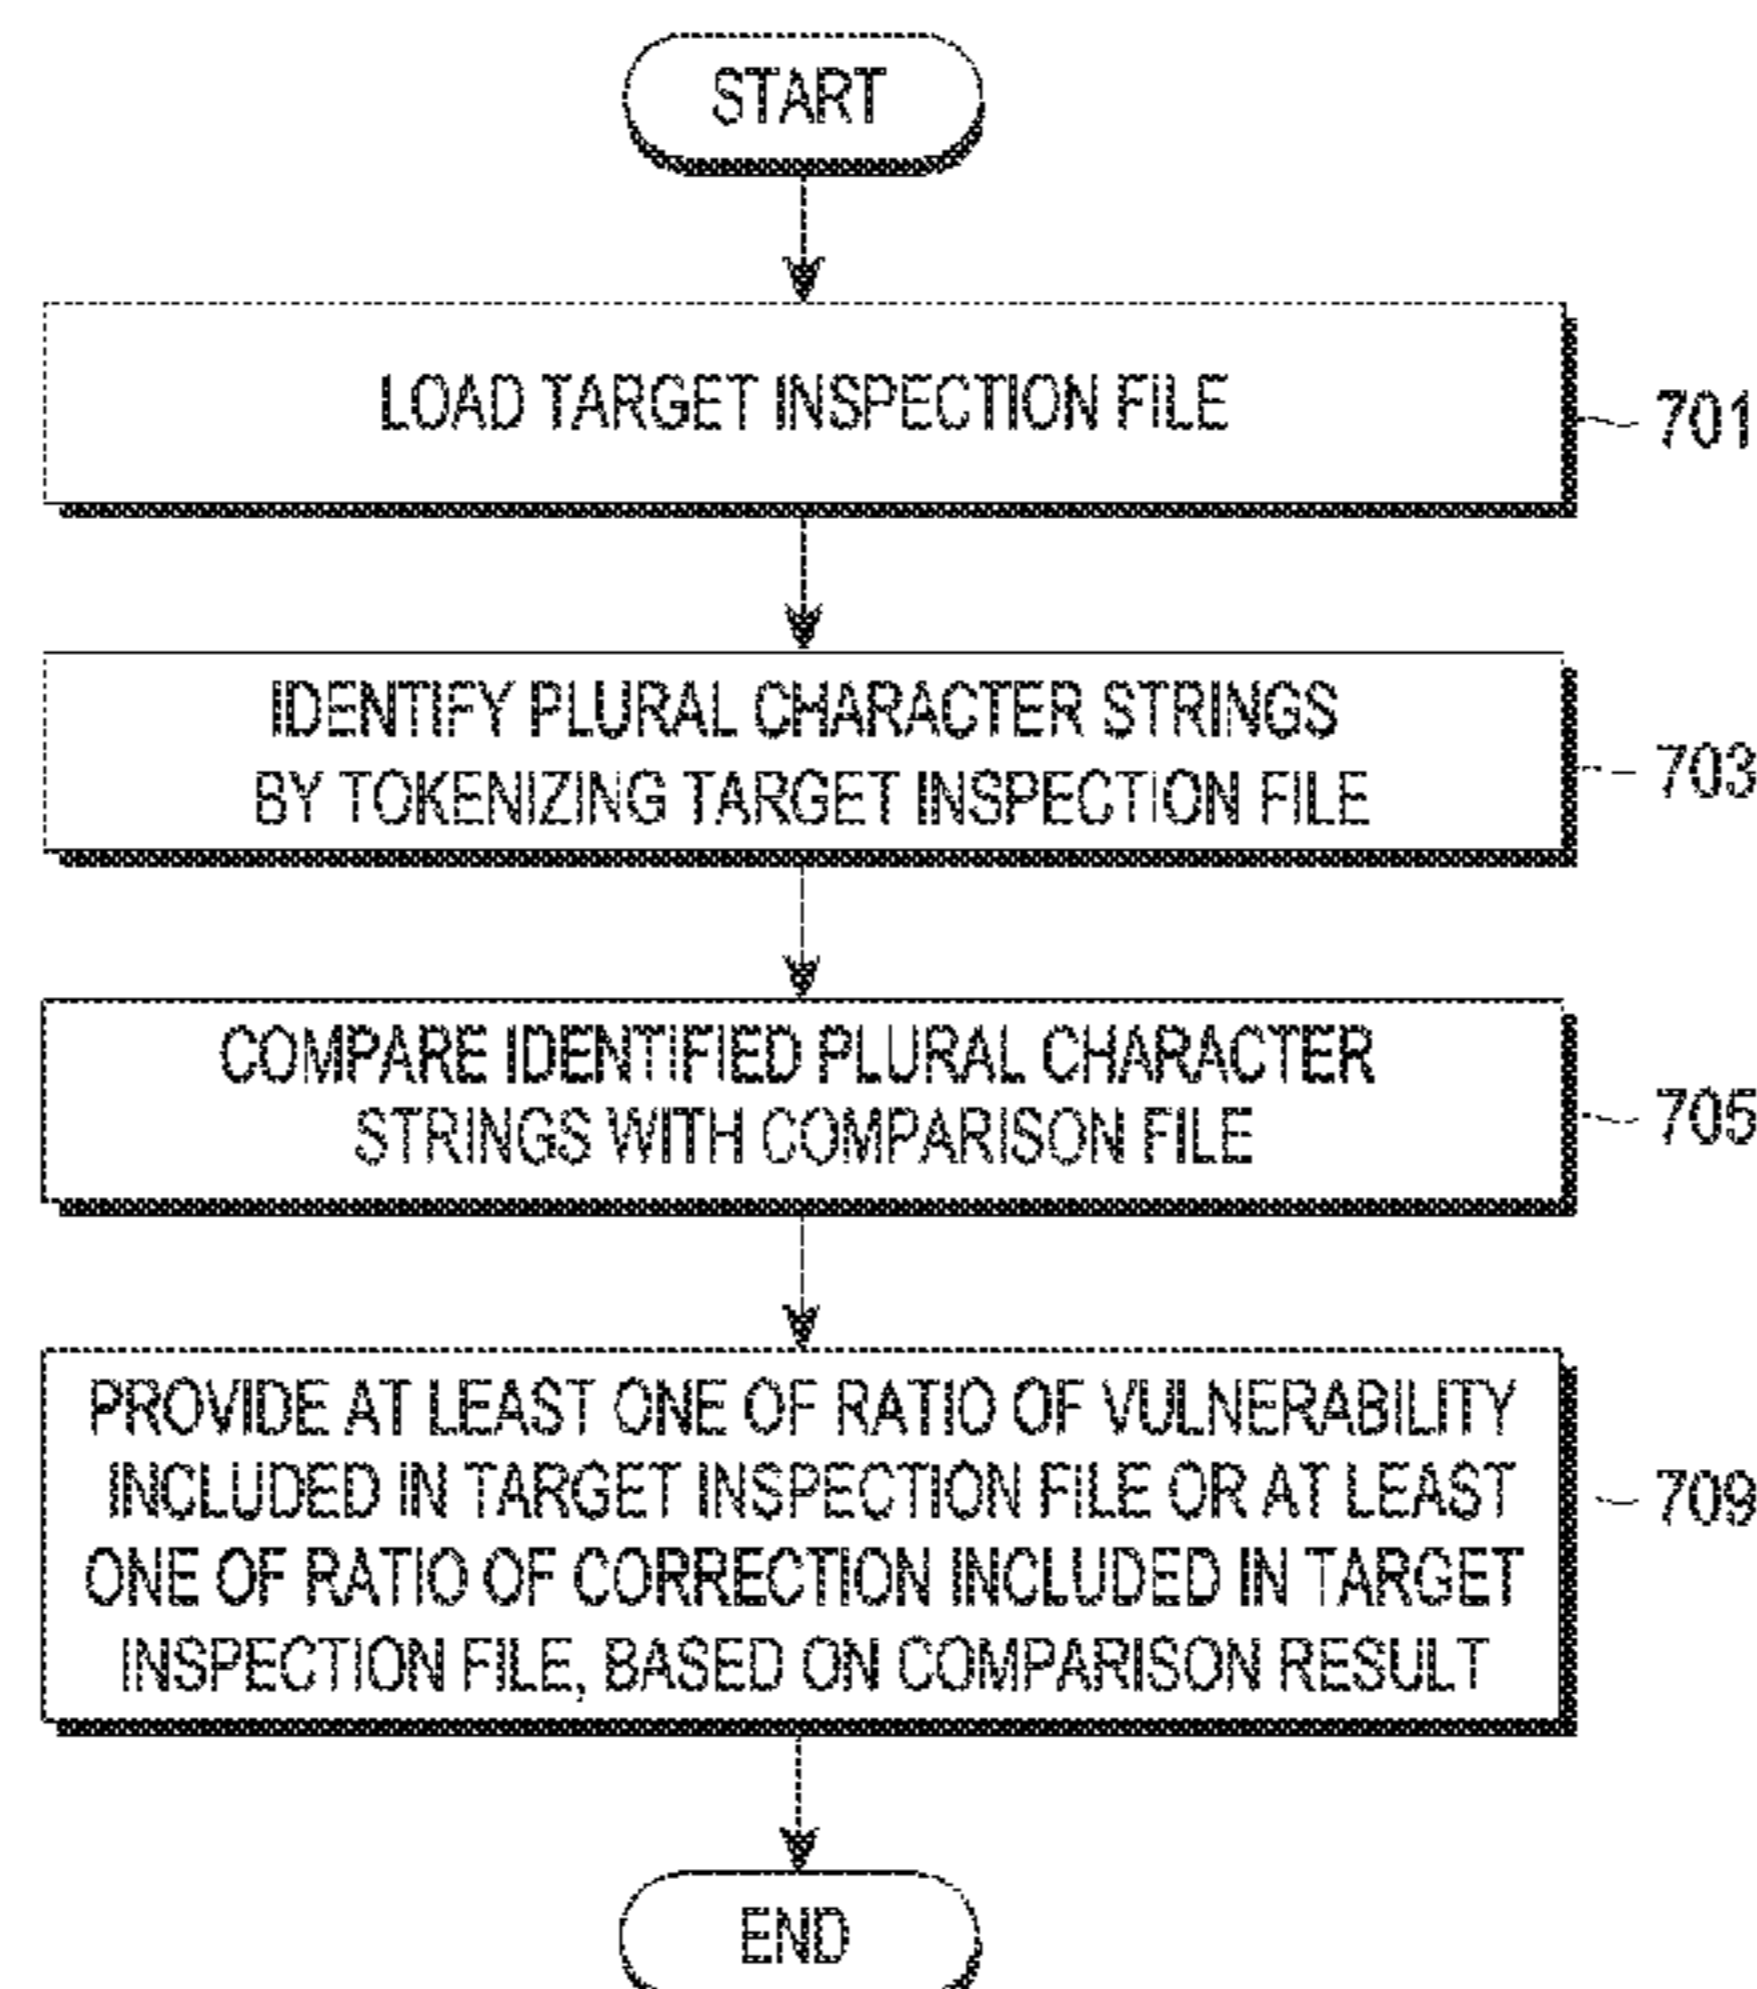 START
LOAD TARGET INSPECTION FILE
701
IDENTIFY PLURAL CHARACTER STRINGS
BY TOKENIZING TARGET INSPECTION FILE
703
COMPARE IDENTIFIED PLURAL CHARACTER
STRINGS WITH COMPARISON FILE
705
PROVIDE AT LEAST ONE OF RATIO OF VULNERABILITY
INCLUDED IN TARGET INSPECTION FILE OR AT LEAST
ONE OF RATIO OF CORRECTION INCLUDED IN TARGET
INSPECTION FILE, BASED ON COMPARISON RESULT
709
END